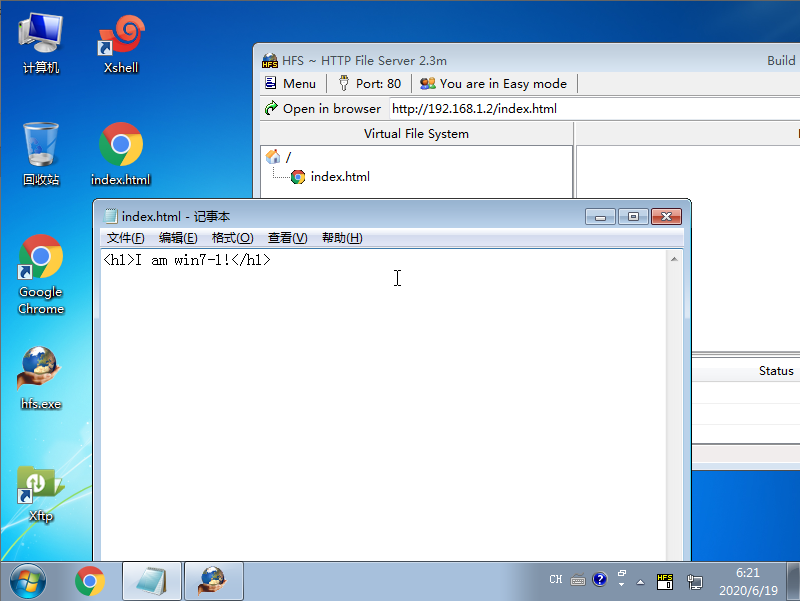 计算机
Xshell
回收站
index.html
Google
Chrome
hfs.exe
Xftp
HFS ~ HTTP File Server 2.3m
Build
Menu
Port: 80
You are in Easy mode
Open in browser
http://192.168.1.2/index.html
Virtual File System
/
index.html
Status
index.html - 记事本
文件(F) 编辑(E) 格式(O) 查看(V) 帮助(H)
<h1>I am win7-1!</h1>
CH
HFS
0
6:21
2020/6/19